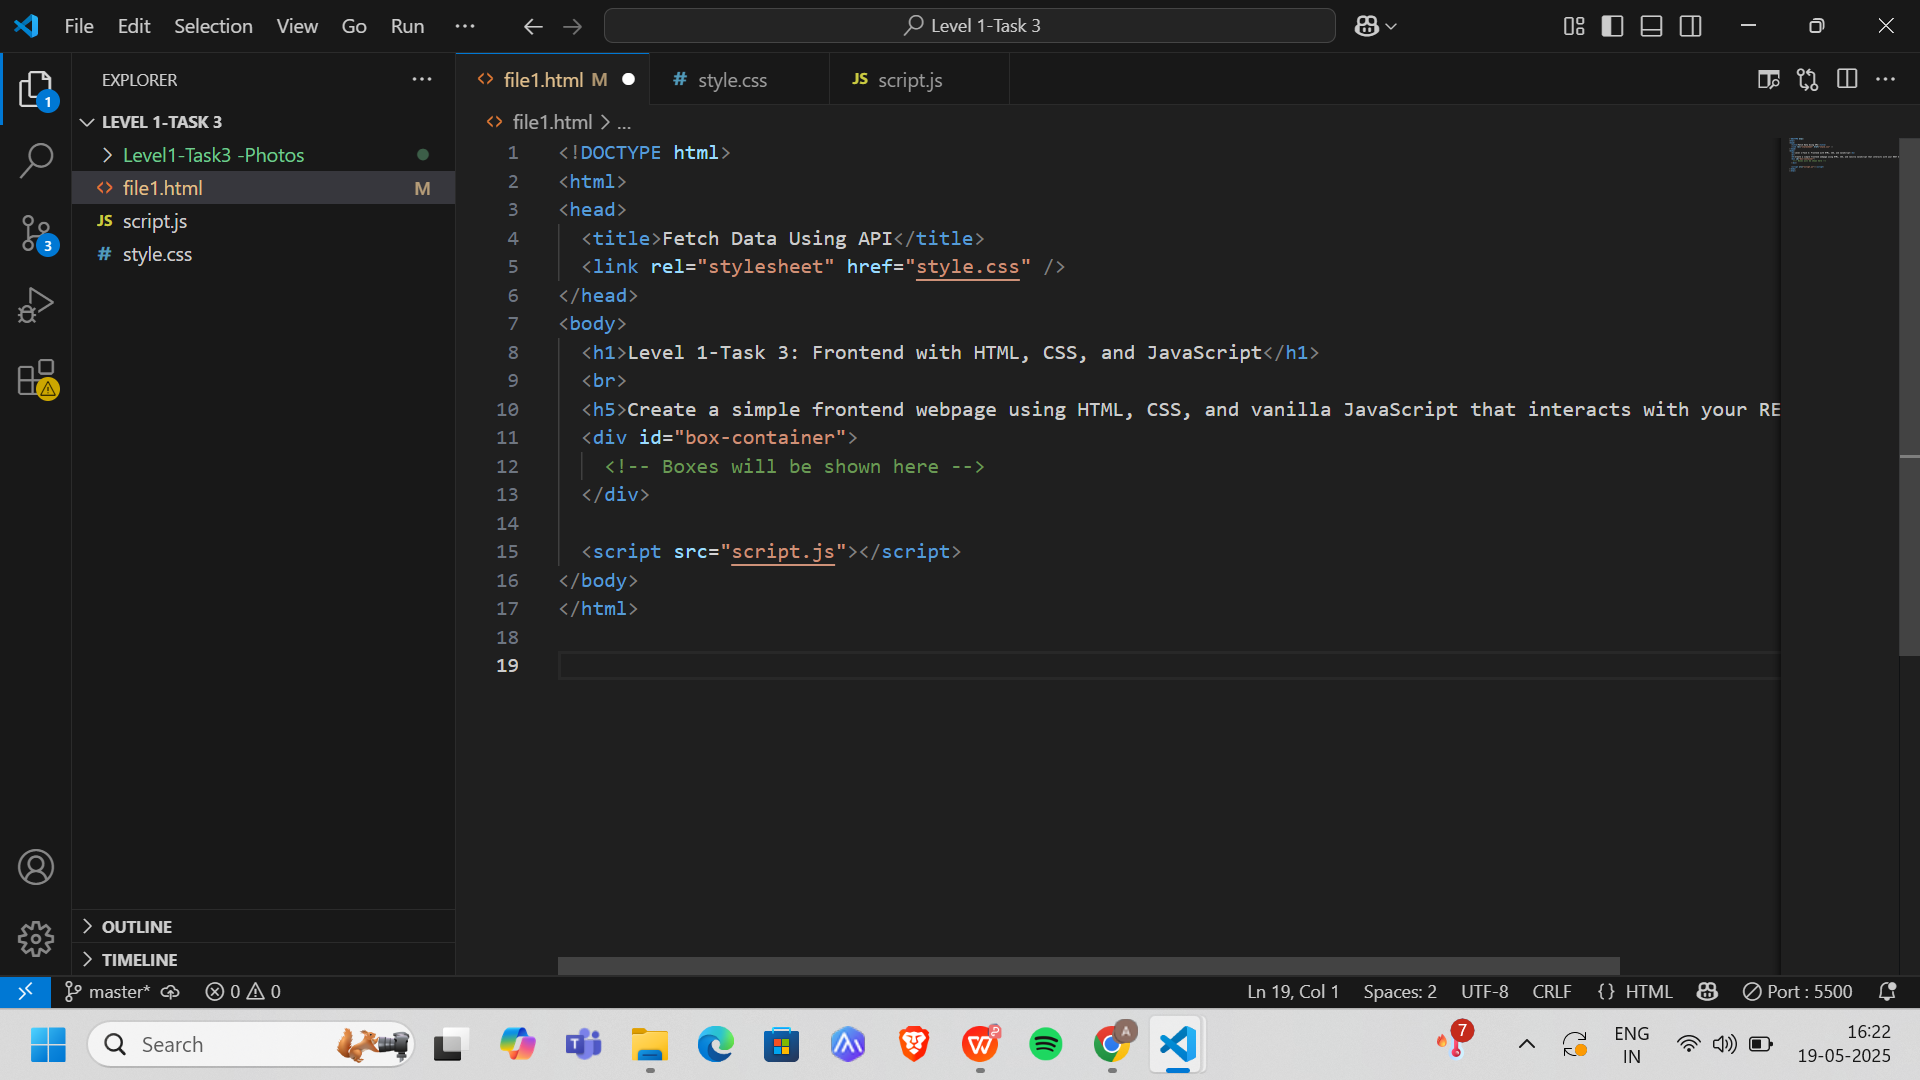 File Edit Selection View Go Run ···
Level 1-Task 3
EXPLORER
LEVEL 1-TASK 3
Level1-Task3 -Photos
file1.html M
JS script.js
# style.css
1
3
file1.html M
# style.css
JS script.js
file1.html > ...
1 <!DOCTYPE html>
2 <html>
3 <head>
4 <title>Fetch Data Using API</title>
5 <link rel="stylesheet" href="style.css" />
6 </head>
7 <body>
8 <h1>Level 1-Task 3: Frontend with HTML, CSS, and JavaScript</h1>
9 <br>
10 <h5>Create a simple frontend webpage using HTML, CSS, and vanilla JavaScript that interacts with your RE
11 <div id="box-container">
12 <!-- Boxes will be shown here -->
13 </div>
14
15 <script src="script.js"></script>
16 </body>
17 </html>
18
19
OUTLINE
TIMELINE
master* 0 0 Ln 19, Col 1 Spaces: 2 UTF-8 CRLF {} HTML Port : 5500
Search
T
W
P
A
7
ENG
IN
16:22
19-05-2025